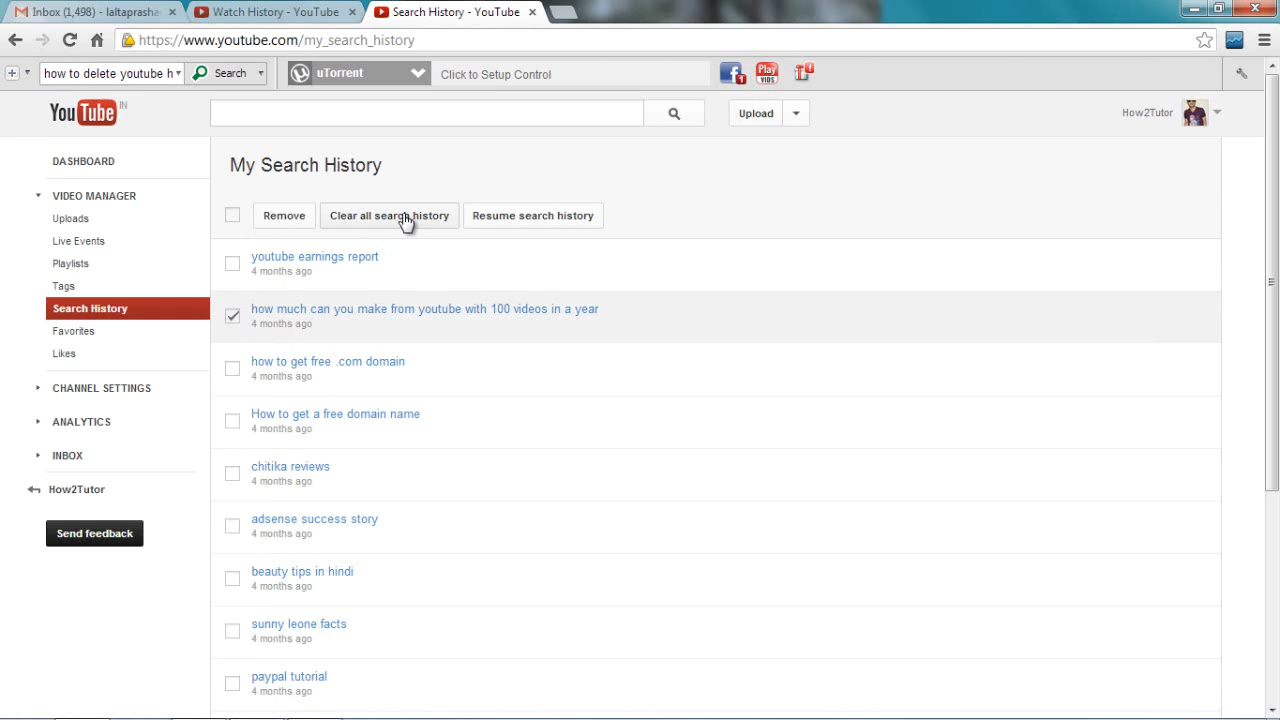 Inbox (1,498) - laltaprasha
Watch History - YouTube
Search History - YouTube
https://www.youtube.com/my_search_history
how to delete youtube h
Search
uTorrent
Click to Setup Control
1
Play
VIDS
YouTube IN
Upload
How2Tutor
DASHBOARD
VIDEO MANAGER
Uploads
Live Events
Playlists
Tags
Search History
Favorites
Likes
CHANNEL SETTINGS
ANALYTICS
INBOX
How2Tutor
Send feedback
My Search History
Remove
Clear all search history
Resume search history
youtube earnings report
4 months ago
how much can you make from youtube with 100 videos in a year
4 months ago
how to get free .com domain
4 months ago
How to get a free domain name
4 months ago
chitika reviews
4 months ago
adsense success story
4 months ago
beauty tips in hindi
4 months ago
sunny leone facts
4 months ago
paypal tutorial
4 months ago